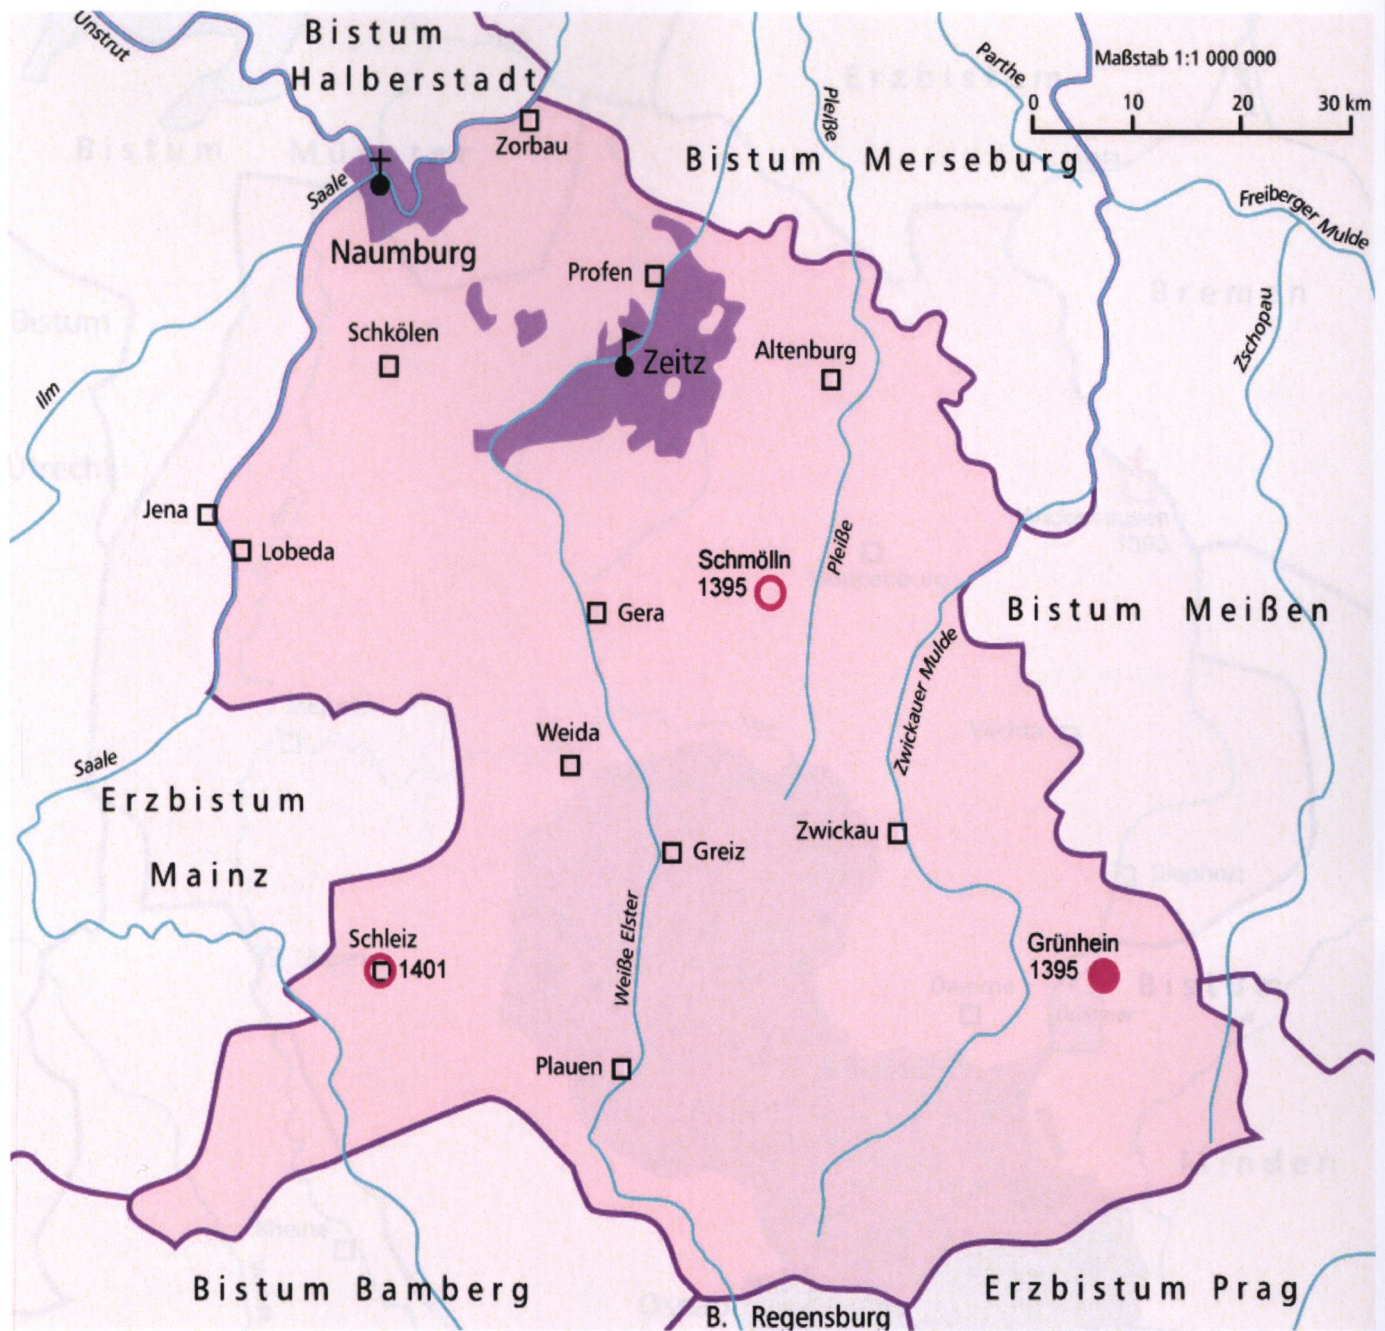 Unstrut
Bistum
Halberstadt
Parthe
Maßstab 1:1 000 000
0 10 20 30 km
Pleiße
Zorbau
Bistum Merseburg
Saale
Freiberger Mulde
Naumburg
Profen
Zschopau
Schkölen
Zeitz
Altenburg
Ilm
Jena
Lobeda
Pleiße
Schmölln
1395
Gera
Bistum Meißen
Zwickauer Mulde
Weida
Saale
Erzbistum
Mainz
Zwickau
Greiz
Weiße Elster
Schleiz
1401
Grünhein
1395
Plauen
Bistum Bamberg
Erzbistum Prag
B. Regensburg